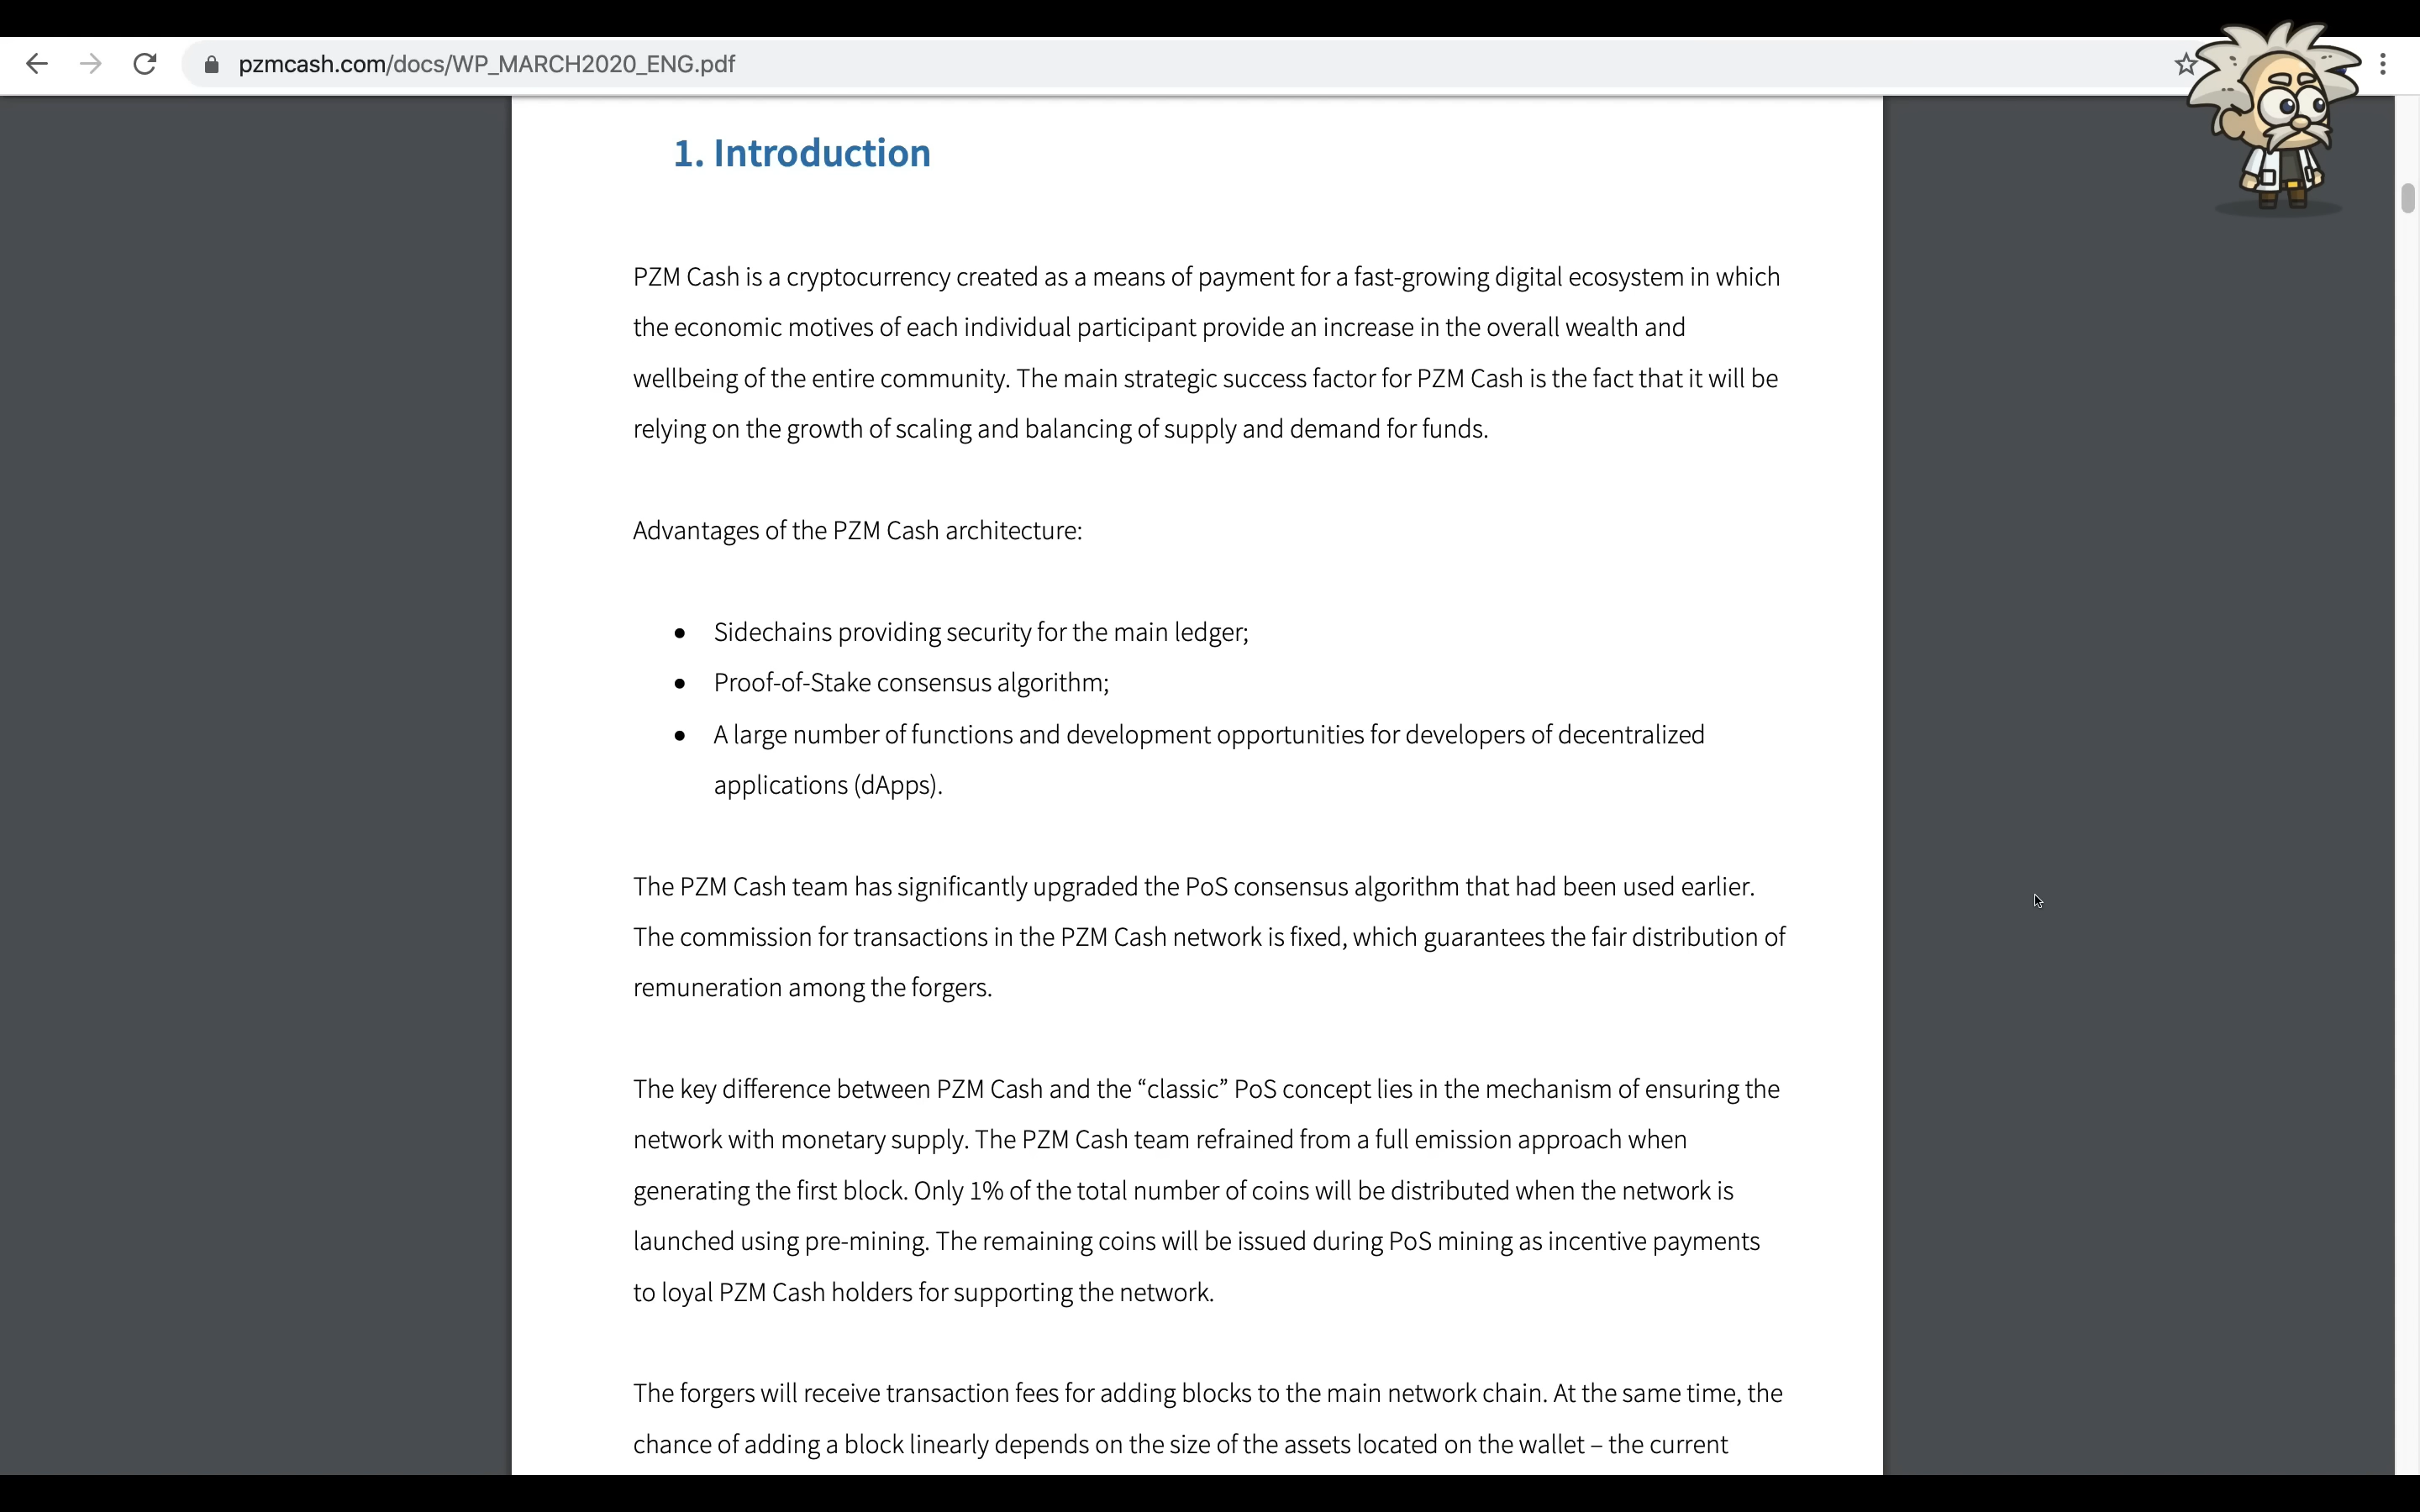 pzmcash.com/docs/WP_MARCH2020_ENG.pdf
1. Introduction
PZM Cash is a cryptocurrency created as a means of payment for a fast-growing digital ecosystem in which
the economic motives of each individual participant provide an increase in the overall wealth and
wellbeing of the entire community. The main strategic success factor for PZM Cash is the fact that it will be
relying on the growth of scaling and balancing of supply and demand for funds.
Advantages of the PZM Cash architecture:
● Sidechains providing security for the main ledger;
● Proof-of-Stake consensus algorithm;
● A large number of functions and development opportunities for developers of decentralized
applications (dApps).
The PZM Cash team has significantly upgraded the PoS consensus algorithm that had been used earlier.
The commission for transactions in the PZM Cash network is fixed, which guarantees the fair distribution of
remuneration among the forgers.
The key difference between PZM Cash and the “classic” PoS concept lies in the mechanism of ensuring the
network with monetary supply. The PZM Cash team refrained from a full emission approach when
generating the first block. Only 1% of the total number of coins will be distributed when the network is
launched using pre-mining. The remaining coins will be issued during PoS mining as incentive payments
to loyal PZM Cash holders for supporting the network.
The forgers will receive transaction fees for adding blocks to the main network chain. At the same time, the
chance of adding a block linearly depends on the size of the assets located on the wallet – the current